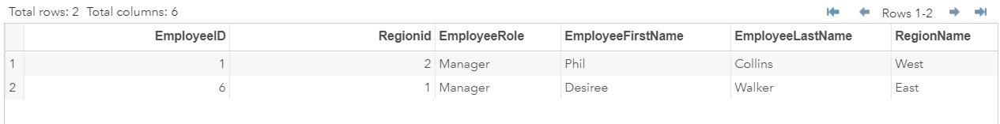 Total rows: 2 Total columns: 6 Rows 1-2
EmployeeID Regionid EmployeeRole EmployeeFirstName EmployeeLastName RegionName
1 1 2 Manager Phil Collins West
2 6 1 Manager Desiree Walker East